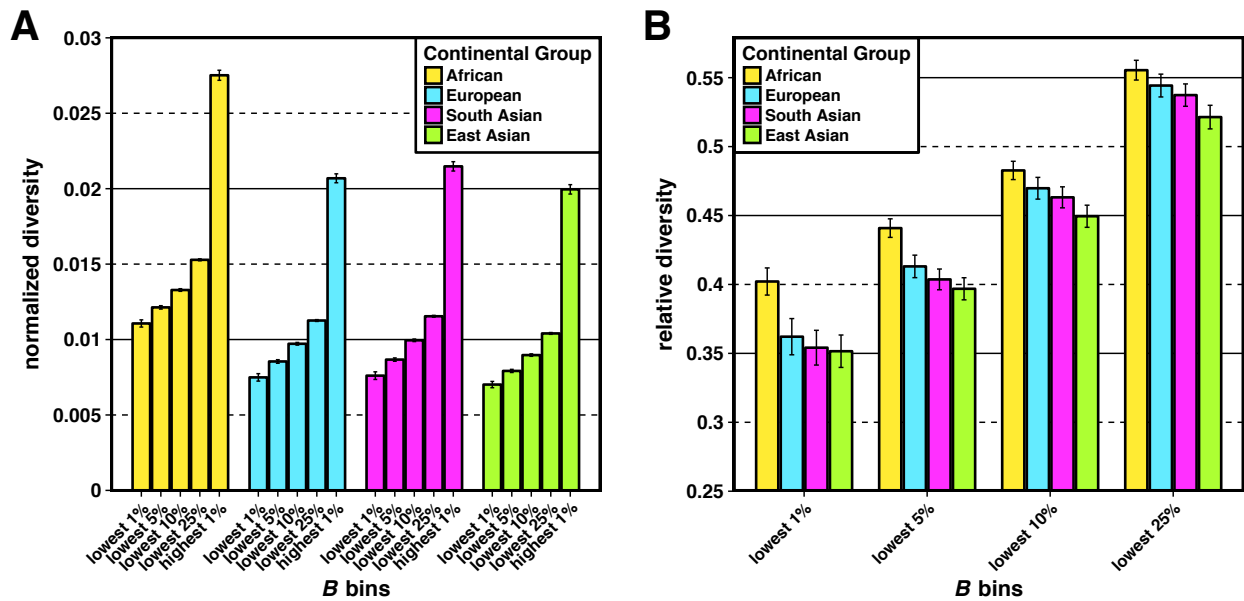 A
normalized diversity
0.03
0.025
0.02
0.015
0.01
0.005
0
Continental Group
African
European
South Asian
East Asian
lowest 1%
lowest 5%
lowest 10%
lowest 25%
highest 1%
lowest 1%
lowest 5%
lowest 10%
lowest 25%
highest 1%
lowest 1%
lowest 5%
lowest 10%
lowest 25%
highest 1%
lowest 1%
lowest 5%
lowest 10%
lowest 25%
highest 1%
B bins
B
relative diversity
0.55
0.5
0.45
0.4
0.35
0.3
0.25
Continental Group
African
European
South Asian
East Asian
lowest 1%
lowest 5%
lowest 10%
lowest 25%
B bins